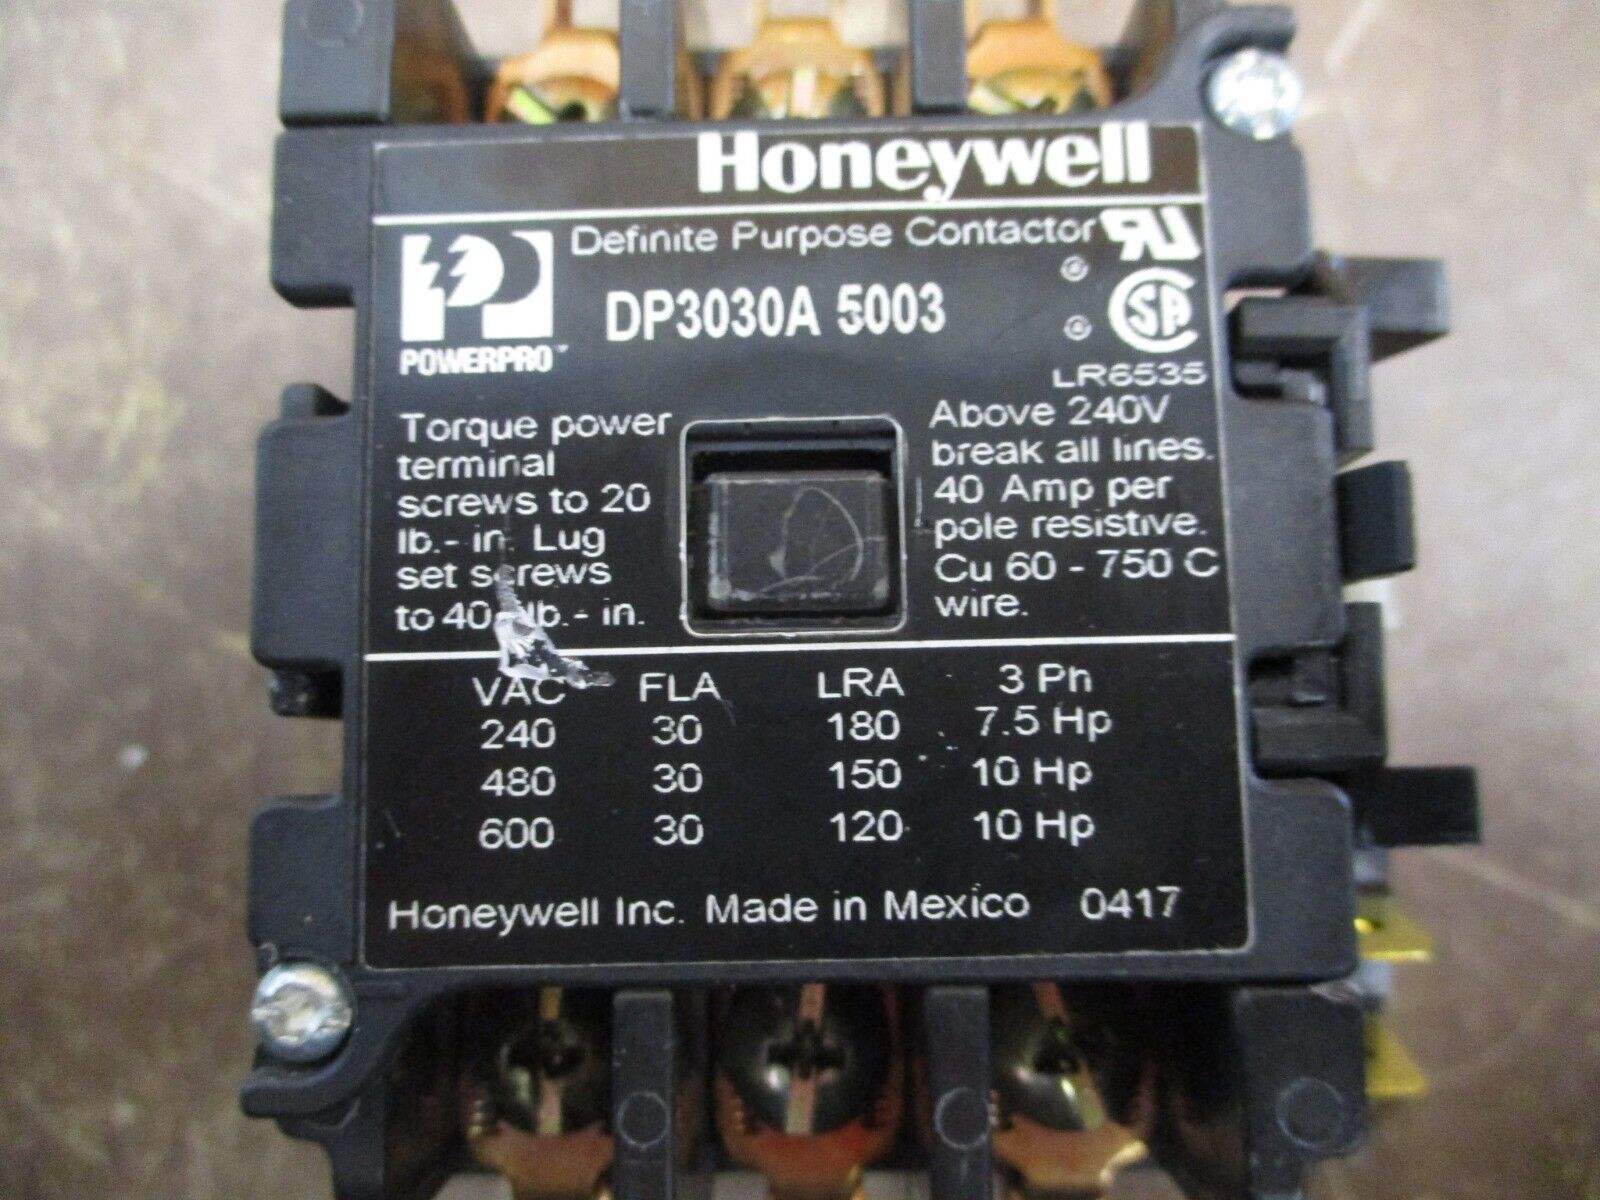 Honeywell
Definite Purpose Contactor
DP3030A 5003
POWERPRO™
LR6535
Torque power
terminal
screws to 20
lb.- in. Lug
set screws
to 40 lb.- in.
Above 240V
break all lines.
40 Amp per
pole resistive.
Cu 60 - 750 C
wire.
VAC FLA LRA 3 Ph
240 30 180 7.5 Hp
480 30 150 10 Hp
600 30 120 10 Hp
Honeywell Inc. Made in Mexico 0417